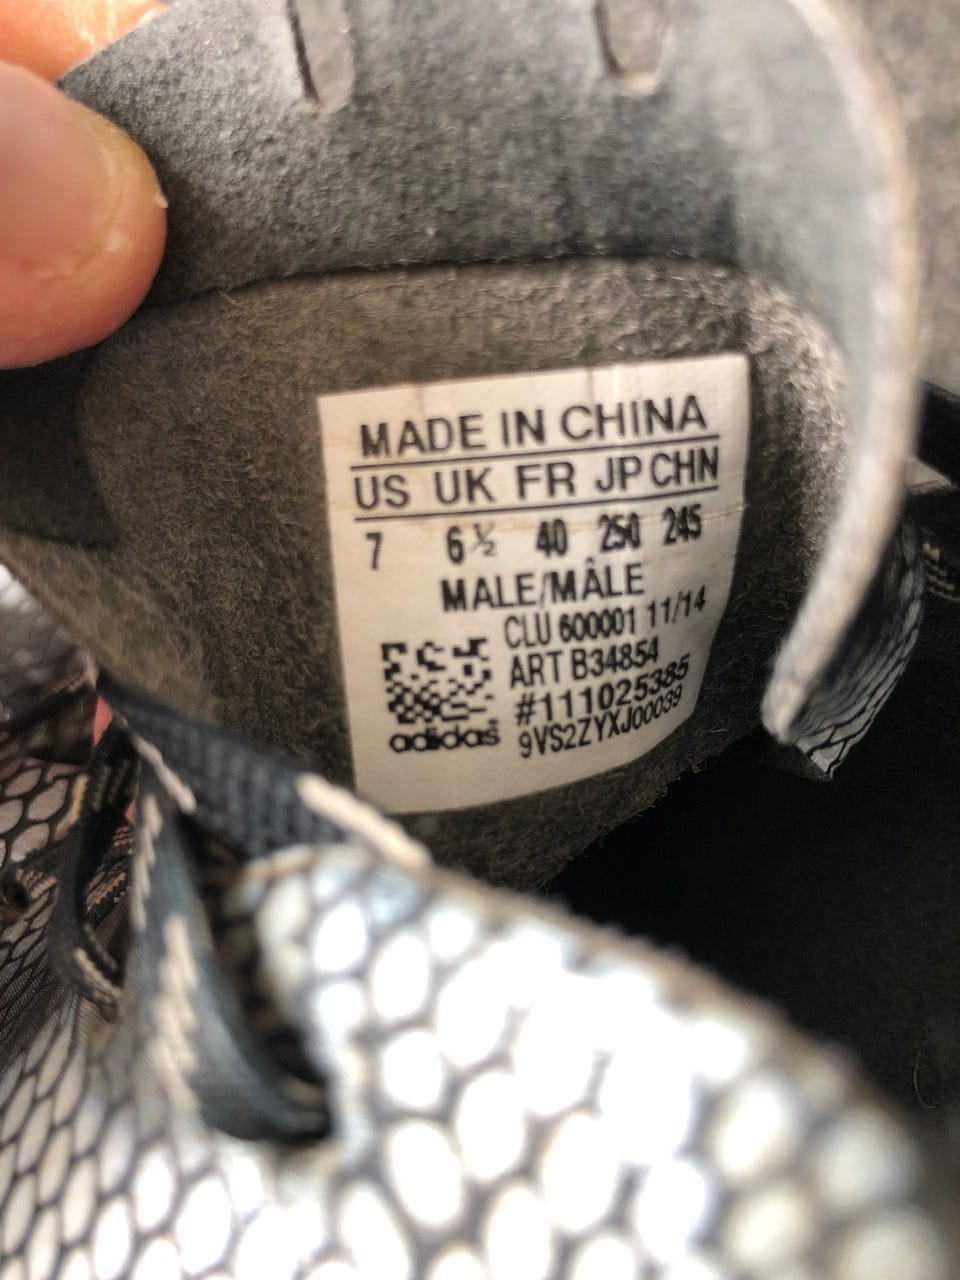 MADE IN CHINA
US UK FR JP CHN
7 6½ 40 250 245
MALE/MÂLE
CLU 600001 11/14
ART B34854
#111025385
9VS2ZYXJ00039
adidas